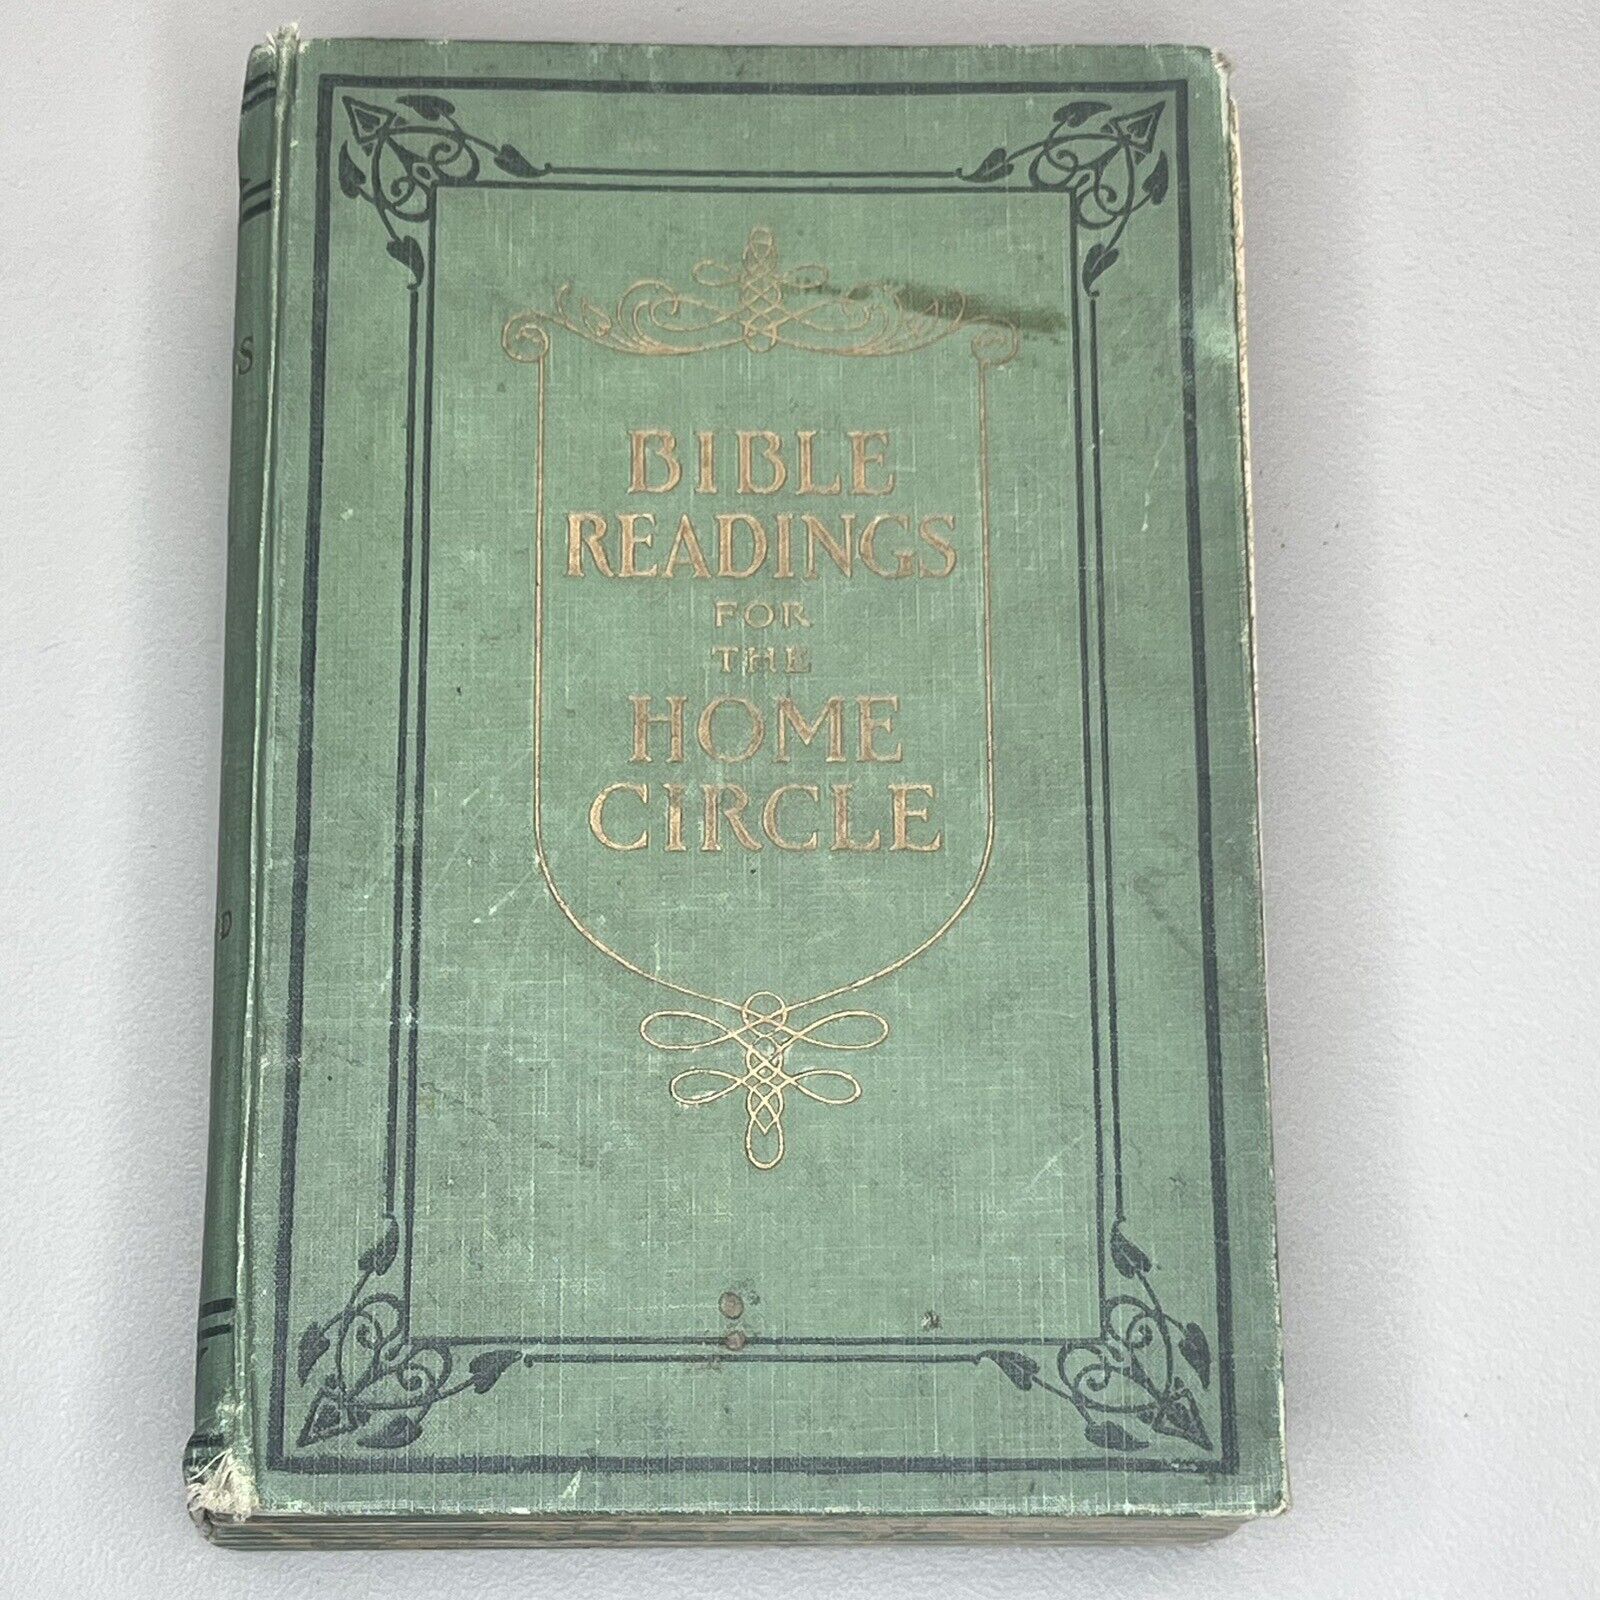 BIBLE
READINGS
FOR
THE
HOME
CIRCLE